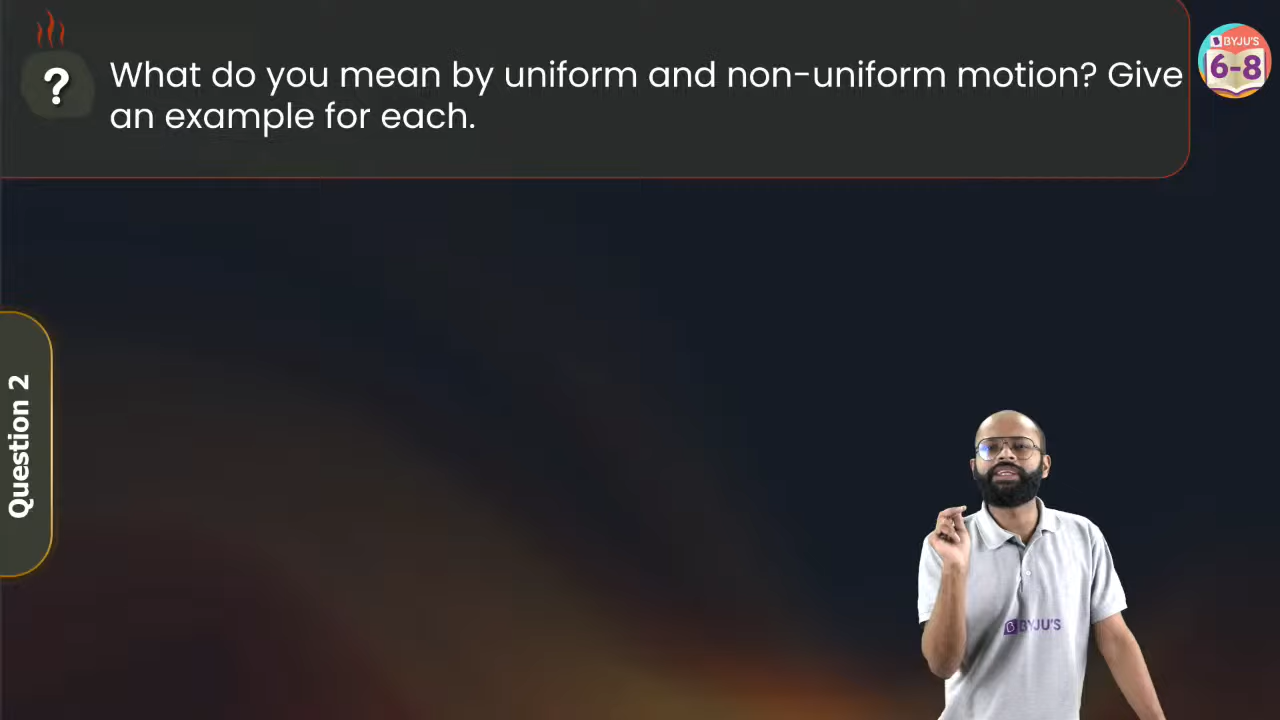 ?
What do you mean by uniform and non-uniform motion? Give
an example for each.
BYJU'S
6-8
Question 2
BYJU'S